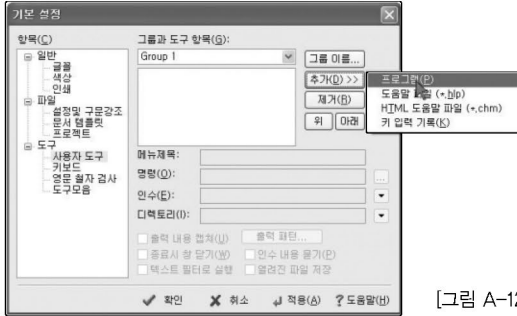 기본 설정
항목(C)
일반
글꼴
색상
인쇄
파일
설정및 구문강조
문서 템플릿
프로젝트
도구
사용자 도구
키보드
영문 철자 검사
도구모음
그룹과 도구 항목(G):
Group 1
그룹 이름...
추가(D) >>
제거(R)
위 아래
프로그램(P)
도움말 파일 (*.hlp)
HTML 도움말 파일 (*.chm)
키 입력 기록(K)
메뉴제목:
명령(O):
...
인수(E):
디렉토리(I):
출력 내용 캡쳐(U) 출력 패턴...
종료시 창 닫기(W) 인수 내용 묻기(P)
텍스트 필터로 실행 열려진 파일 저장
확인 취소 적용(A) ? 도움말(H)
[그림 A-12